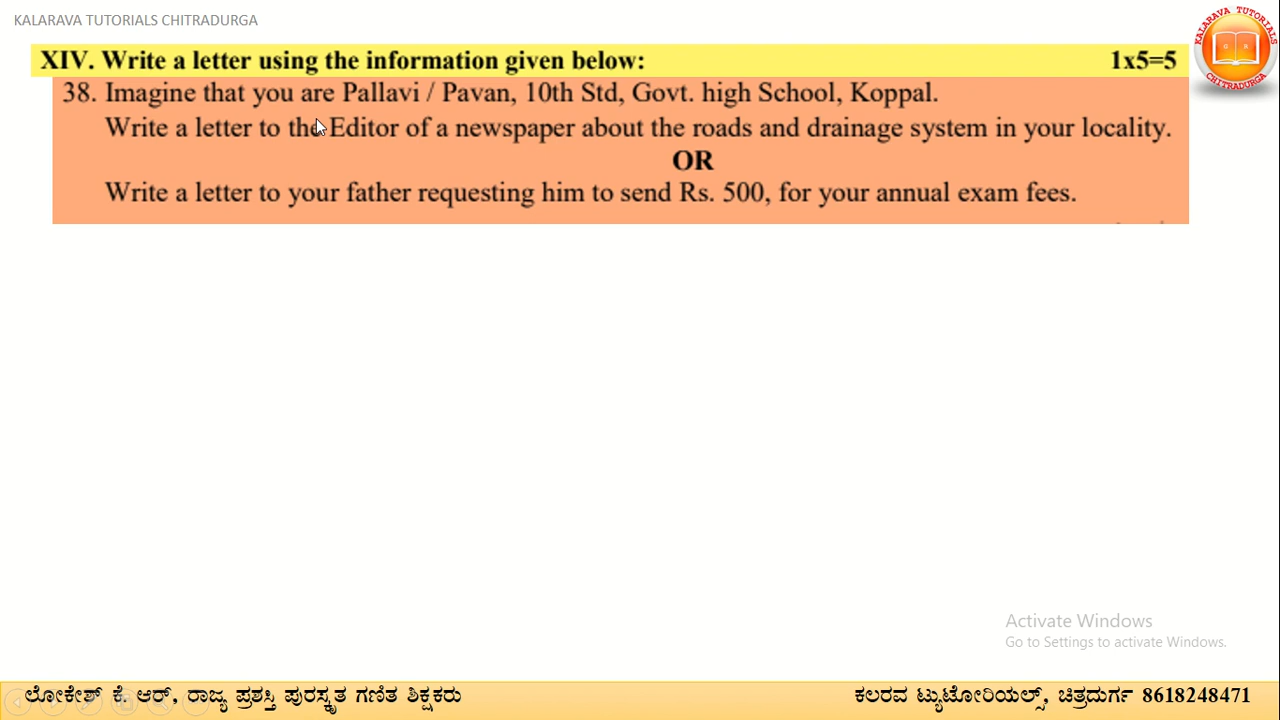 KALARAVA TUTORIALS CHITRADURGA
KALARAVA TUTORIALS
CHITRADURGA
XIV. Write a letter using the information given below: 1x5=5
38. Imagine that you are Pallavi / Pavan, 10th Std, Govt. high School, Koppal.
Write a letter to the Editor of a newspaper about the roads and drainage system in your locality.
OR
Write a letter to your father requesting him to send Rs. 500, for your annual exam fees.
Activate Windows
Go to Settings to activate Windows.
ಲೋಕೇಶ್ ಕೆ. ಆರ್, ರಾಜ್ಯ ಪ್ರಶಸ್ತಿ ಪುರಸ್ಕೃತ ಗಣಿತ ಶಿಕ್ಷಕರು
ಕಲರವ ಟ್ಯುಟೋರಿಯಲ್ಸ್, ಚಿತ್ರದುರ್ಗ 8618248471